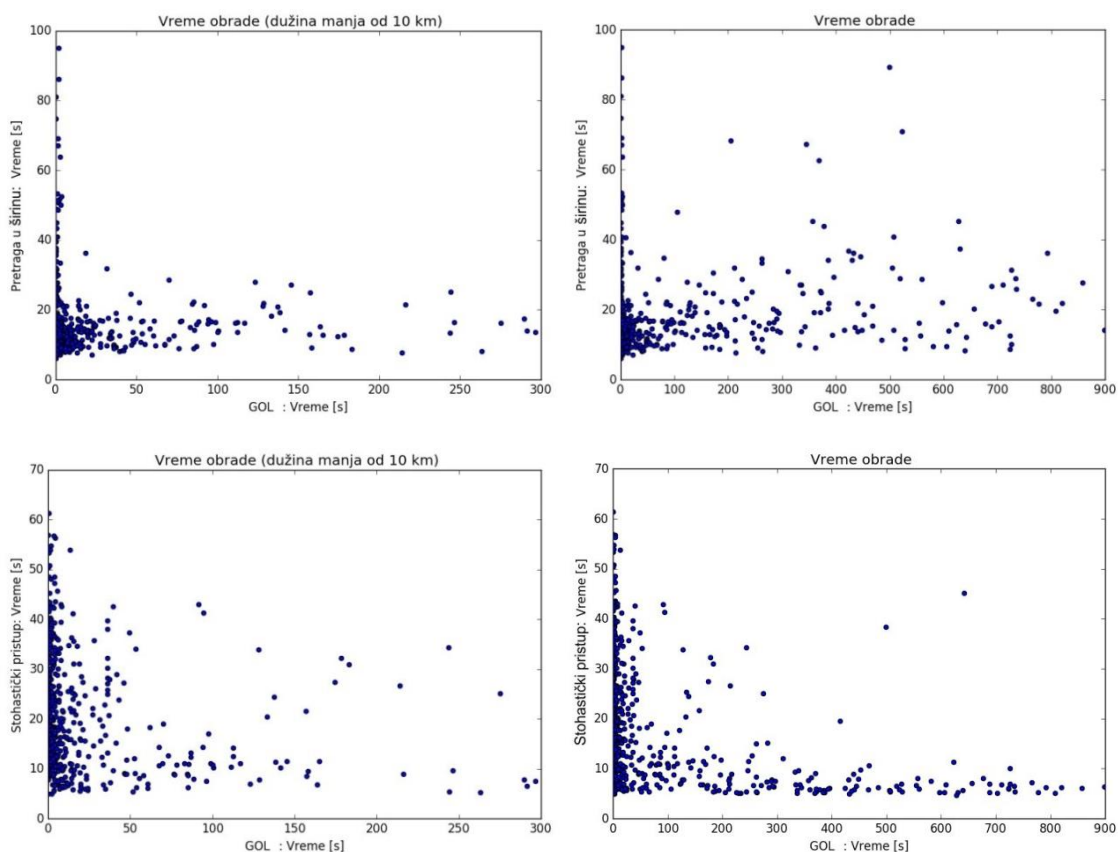 Vreme obrade (dužina manja od 10 km)
100
80
60
40
20
0
Pretraga u širinu: Vreme [s]
0 50 100 150 200 250 300
GOL : Vreme [s]
Vreme obrade
100
80
60
40
20
0
Pretraga u širinu: Vreme [s]
0 100 200 300 400 500 600 700 800 900
GOL : Vreme [s]
Vreme obrade (dužina manja od 10 km)
70
60
50
40
30
20
10
0
Stohastički pristup: Vreme [s]
0 50 100 150 200 250 300
GOL : Vreme [s]
Vreme obrade
70
60
50
40
30
20
10
0
Stohastički pristup: Vreme [s]
0 100 200 300 400 500 600 700 800 900
GOL : Vreme [s]